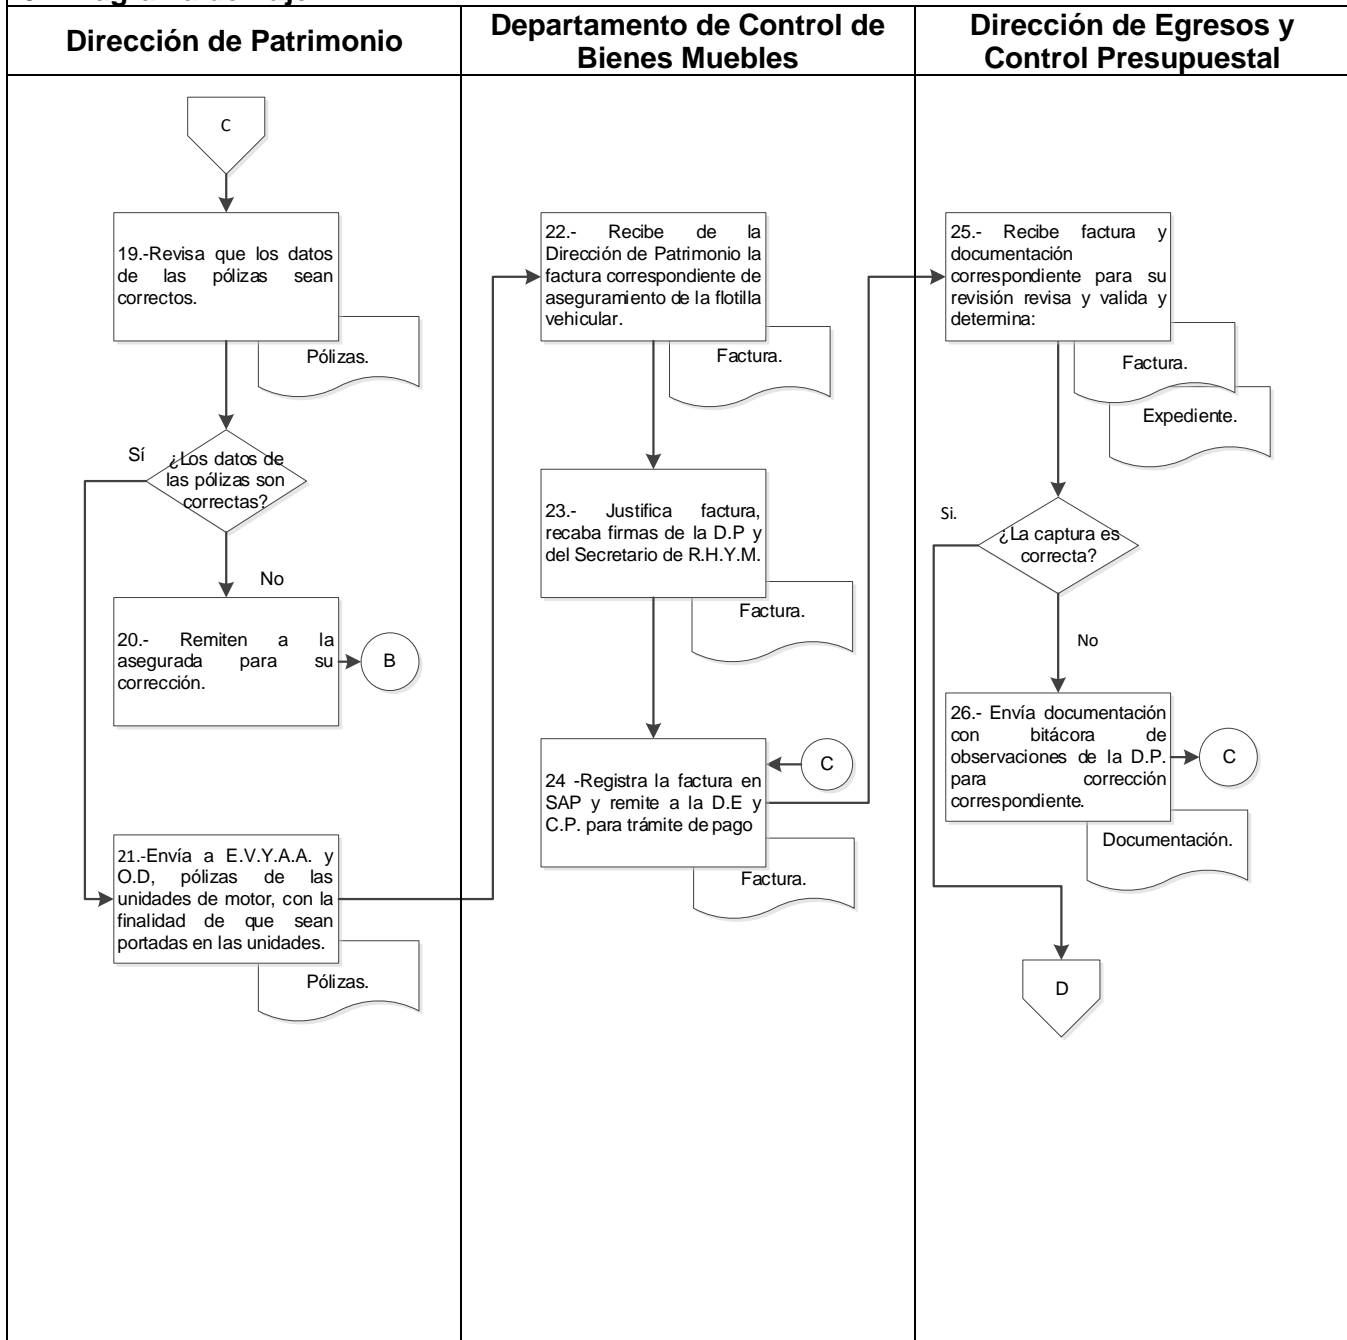 Dirección de Patrimonio
Departamento de Control de
Bienes Muebles
Dirección de Egresos y
Control Presupuestal
C
19.-Revisa que los datos
de las pólizas sean
correctos.
Pólizas.
Sí
¿Los datos de
las pólizas son
correctas?
No
20.- Remiten a la
asegurada para su
corrección.
B
21.-Envía a E.V.Y.A.A. y
O.D, pólizas de las
unidades de motor, con la
finalidad de que sean
portadas en las unidades.
Pólizas.
22.- Recibe de la
Dirección de Patrimonio la
factura correspondiente de
aseguramiento de la flotilla
vehicular.
Factura.
23.- Justifica factura,
recaba firmas de la D.P y
del Secretario de R.H.Y.M.
Factura.
C
24 -Registra la factura en
SAP y remite a la D.E y
C.P. para trámite de pago
Factura.
25.- Recibe factura y
documentación
correspondiente para su
revisión revisa y valida y
determina:
Factura.
Expediente.
Si.
¿La captura es
correcta?
No
26.- Envía documentación
con bitácora de
observaciones de la D.P.
para corrección
correspondiente.
C
Documentación.
D